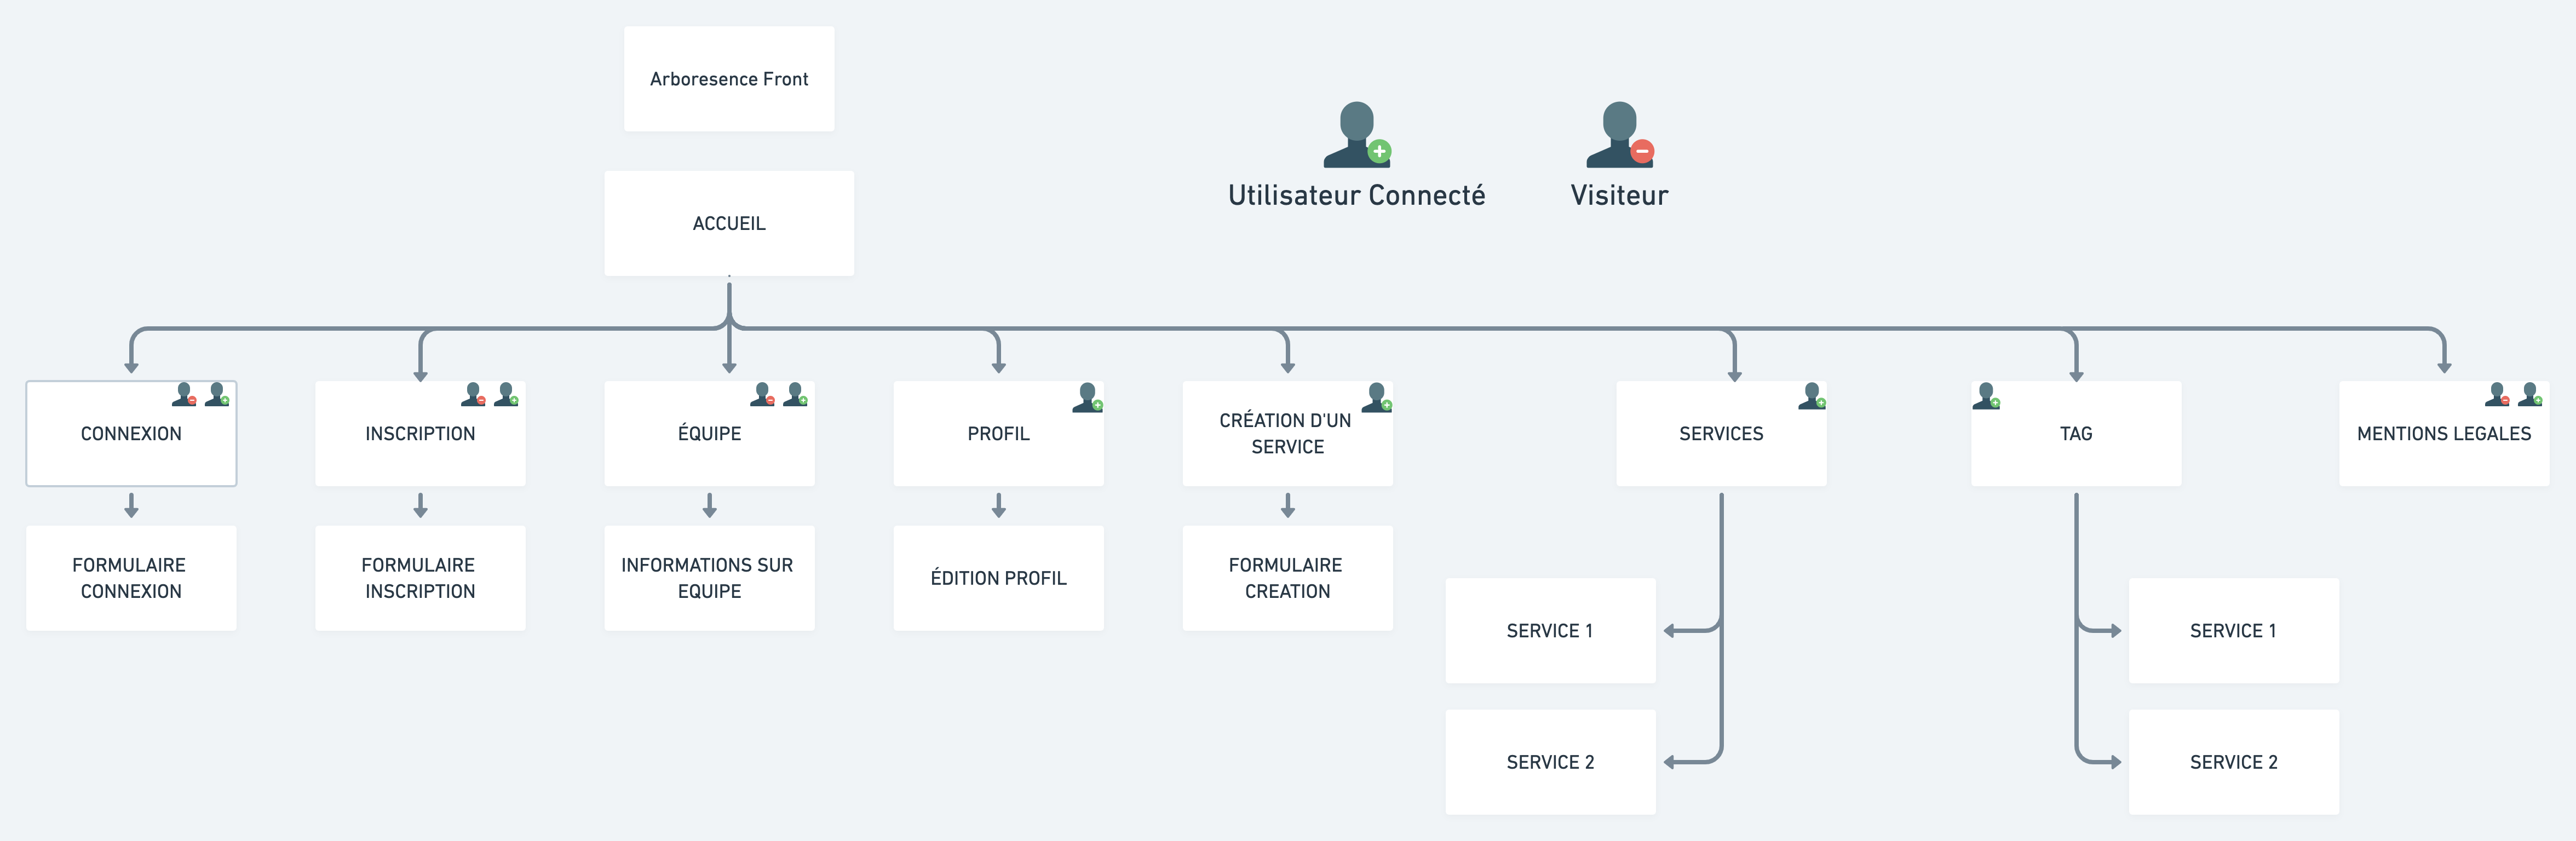 Arboresence Front
Utilisateur Connecté
Visiteur
ACCUEIL
CONNEXION
INSCRIPTION
ÉQUIPE
PROFIL
CRÉATION D'UN
SERVICE
SERVICES
TAG
MENTIONS LEGALES
FORMULAIRE
CONNEXION
FORMULAIRE
INSCRIPTION
INFORMATIONS SUR
EQUIPE
ÉDITION PROFIL
FORMULAIRE
CREATION
SERVICE 1
SERVICE 1
SERVICE 2
SERVICE 2